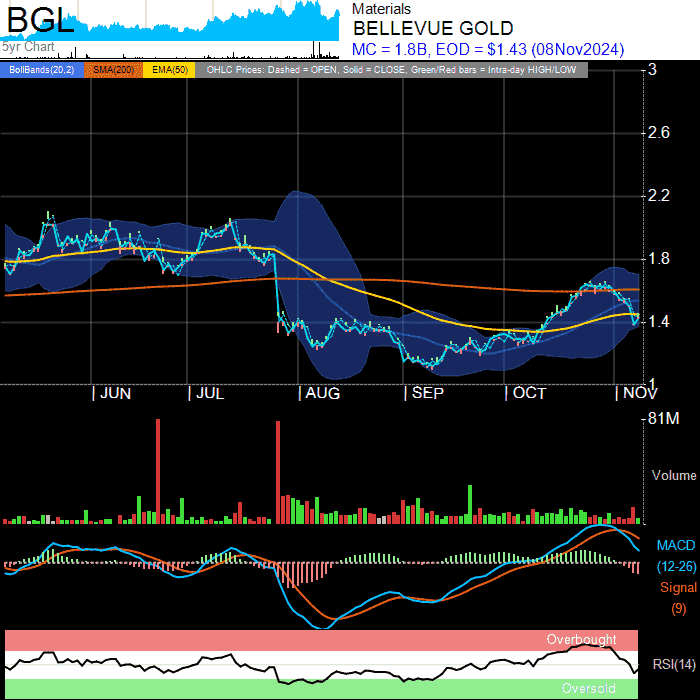 BGL
5yr Chart
Materials
BELLEVUE GOLD
MC = 1.8B, EOD = $1.43 (08Nov2024)
BollBands(20,2) SMA(200) EMA(50) OHLC Prices: Dashed = OPEN, Solid = CLOSE, Green/Red bars = Intra-day HIGH/LOW
3
2.6
2.2
1.8
1.4
1
| JUN | JUL | AUG | SEP | OCT | NOV
81M
Volume
MACD
(12-26)
Signal
(9)
Overbought
RSI(14)
Oversold